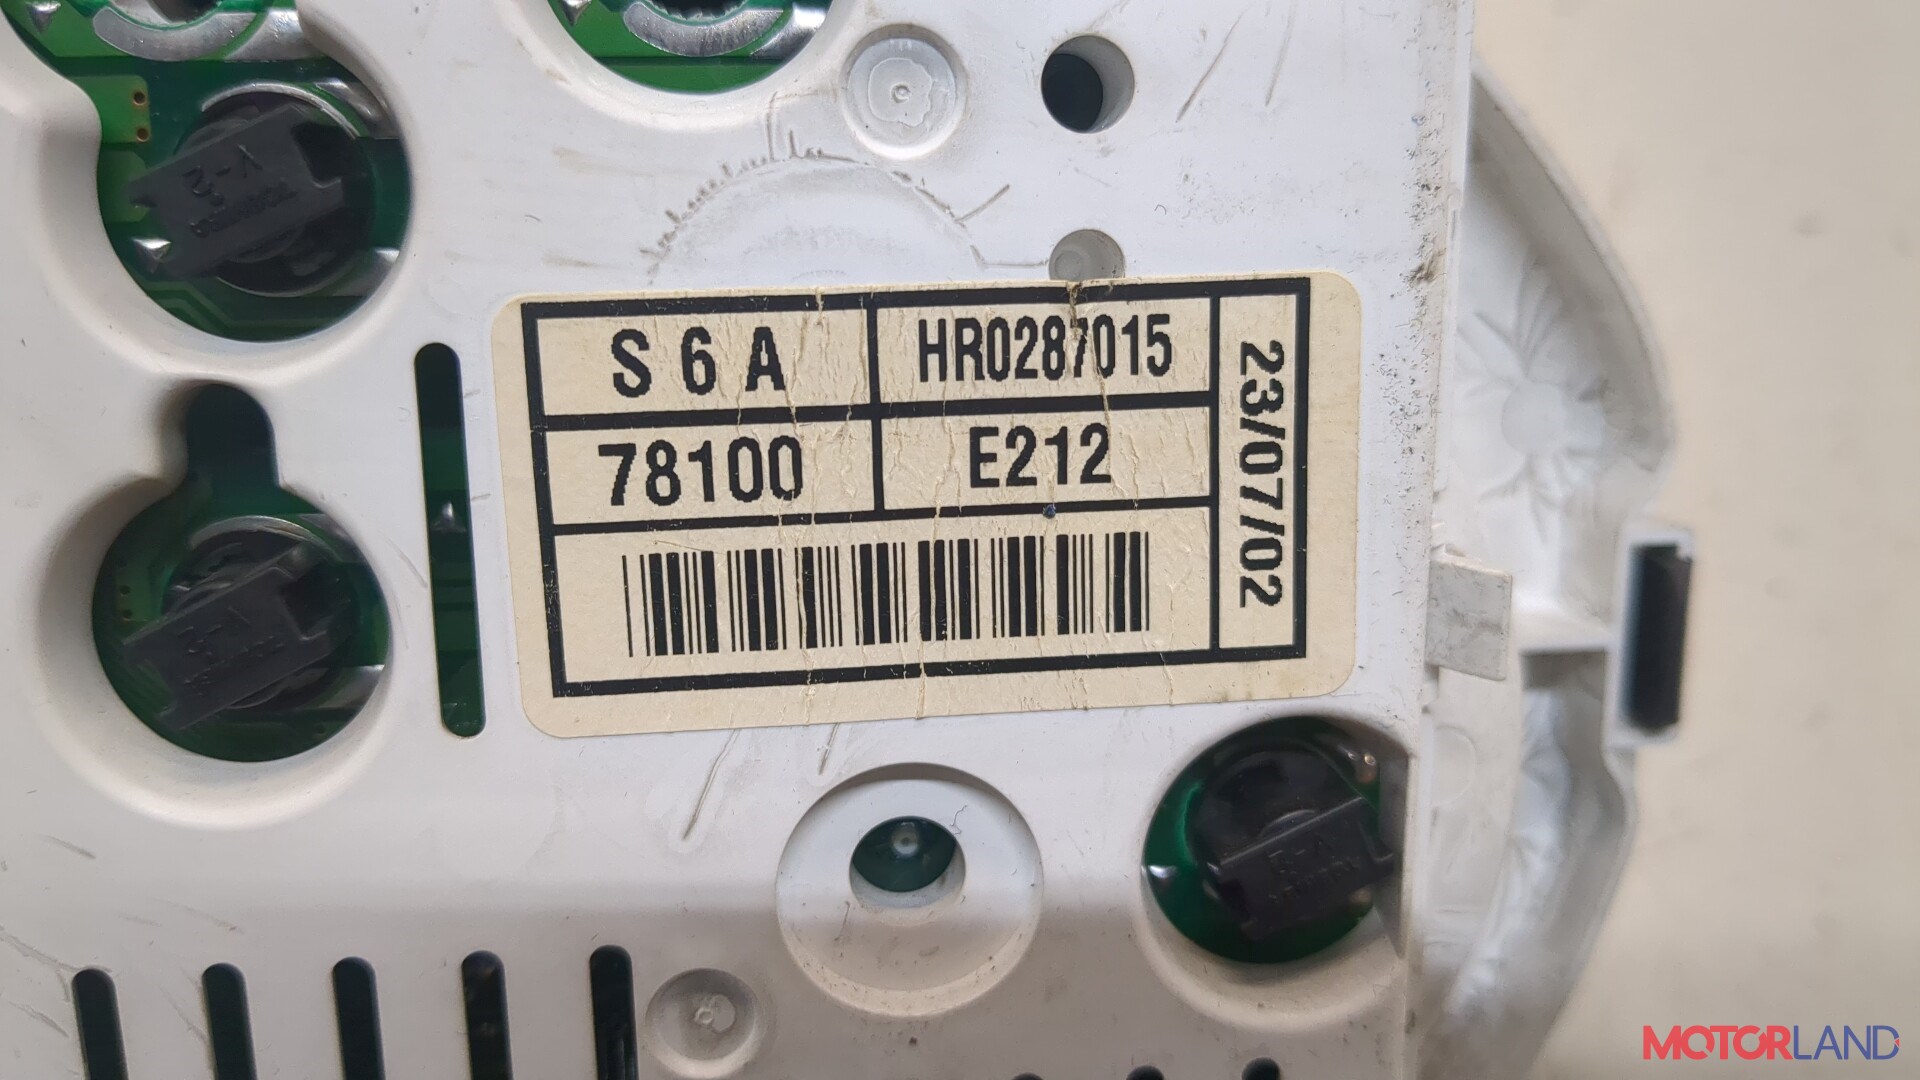 S 6 A
HR0287015
78100
E212
23/07/02
MOTORLAND